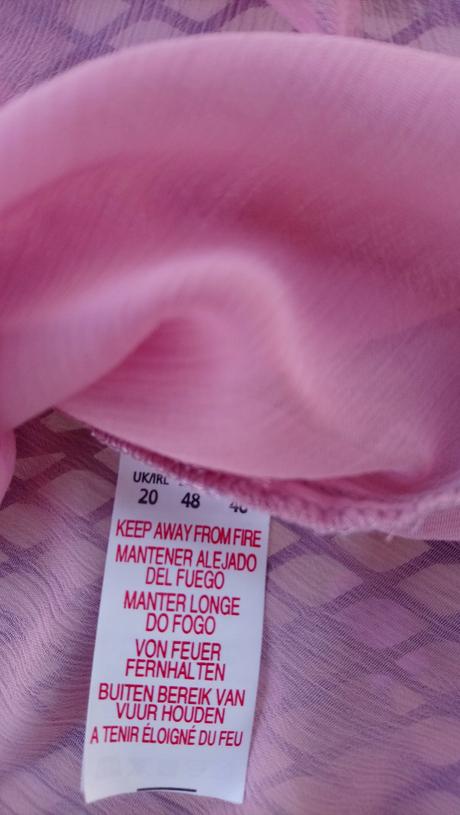 UK/IRL
20 48
KEEP AWAY FROM FIRE
MANTENER ALEJADO
DEL FUEGO
MANTER LONGE
DO FOGO
VON FEUER
FERNHALTEN
BUITEN BEREIK VAN
VUUR HOUDEN
A TENIR ÉLOIGNÉ DU FEU